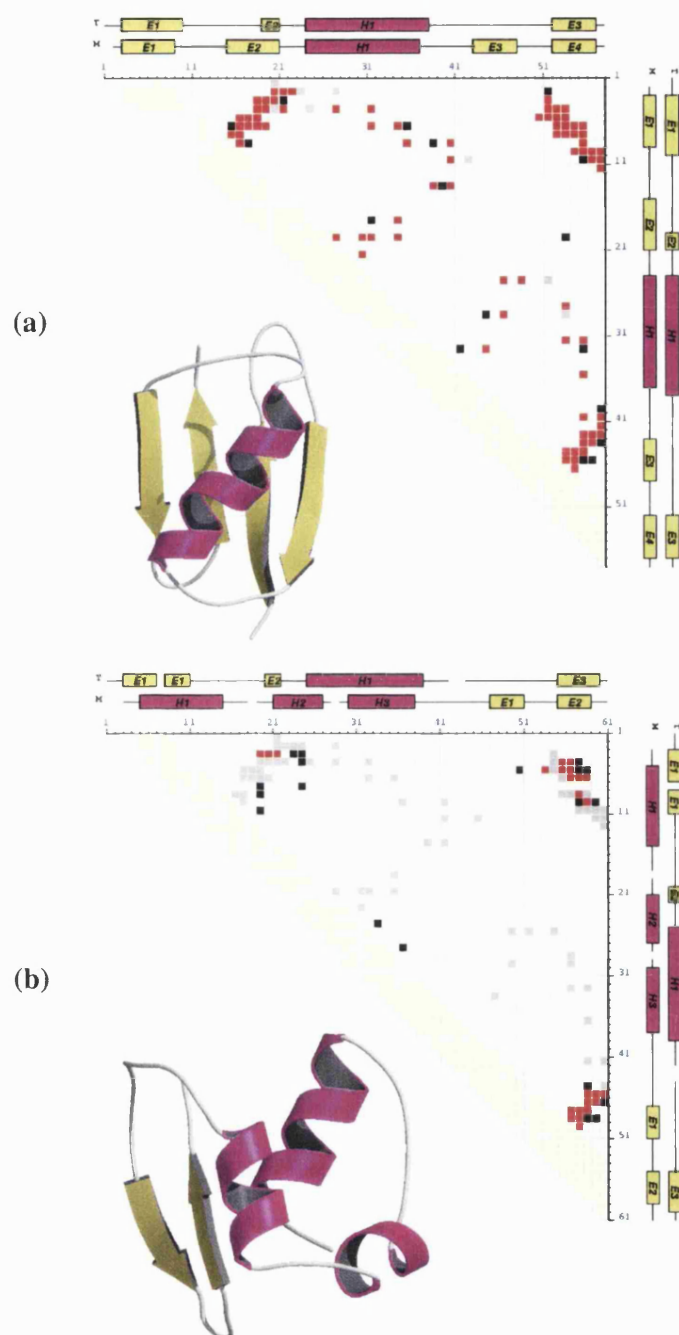 T E1 E2 H1 E3
M E1 E2 H1 E3 E4
1 11 21 31 41 51
1
11
21
31
41
51
M T
E1 E1
E2 E2
H1 H1
E3
E4 E3
(a)
T E1 E1 E2 H1 E3
M H1 H2 H3 E1 E2
1 11 21 31 41 51 61
1
11
21
31
41
51
61
M T
H1 E1
E1
H2 E2
H3 H1
E1
E2 E3
(b)